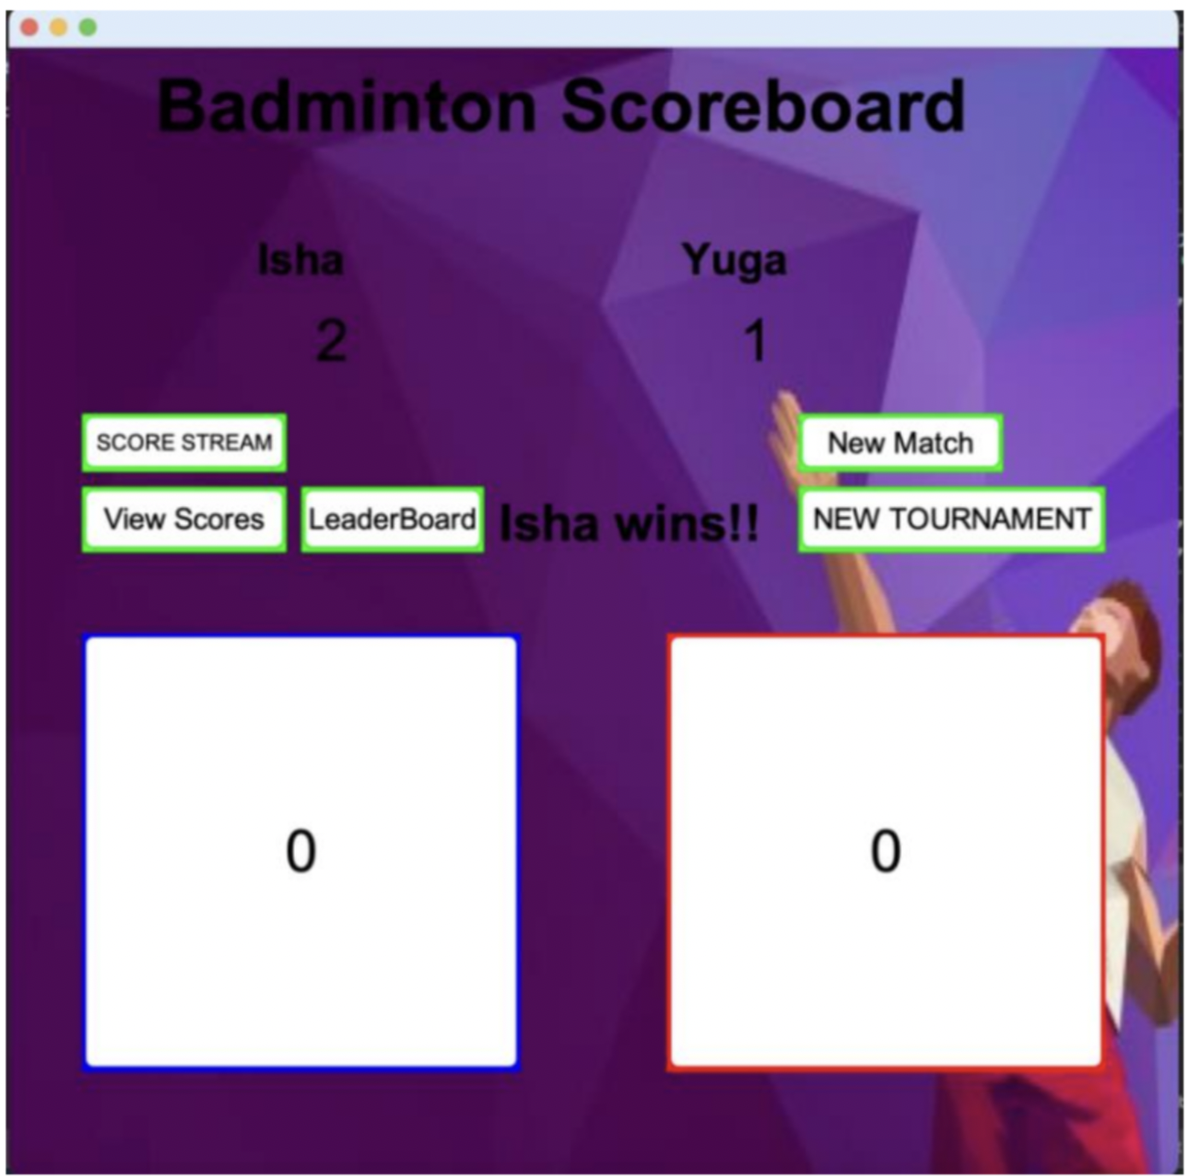 Badminton Scoreboard
Isha Yuga
2 1
SCORE STREAM New Match
View Scores LeaderBoard Isha wins!! NEW TOURNAMENT
0 0